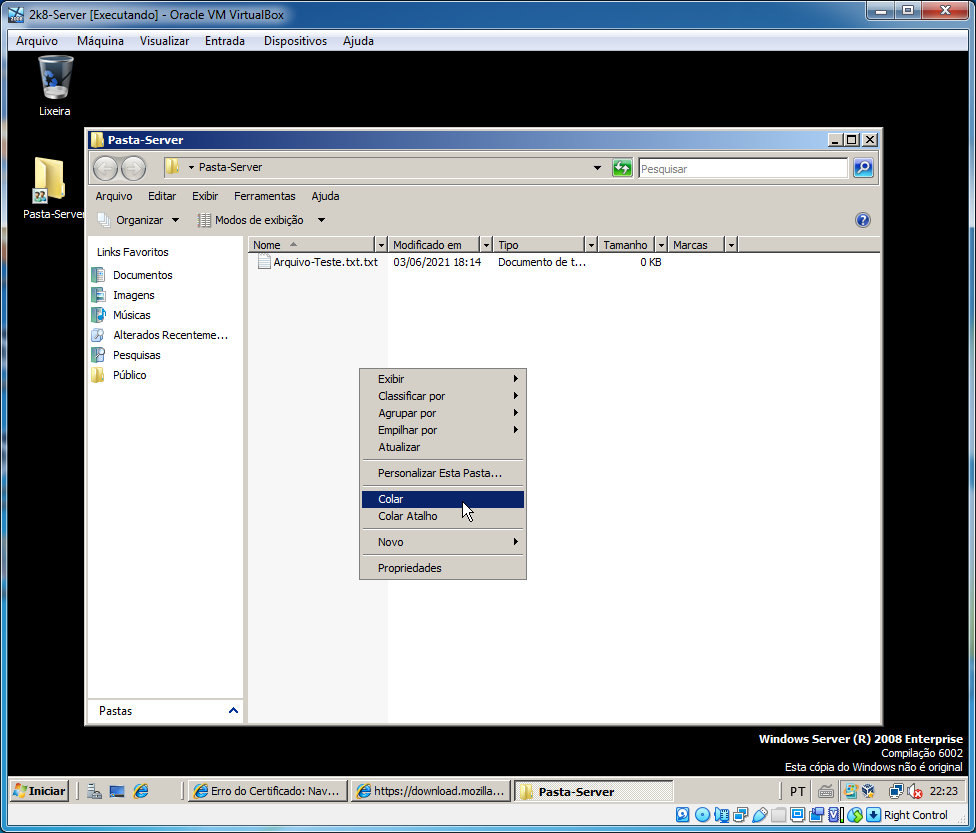 2k8-Server [Executando] - Oracle VM VirtualBox
Arquivo Máquina Visualizar Entrada Dispositivos Ajuda
Lixeira
Pasta-Server
Pasta-Server
Pasta-Server
Pesquisar
Arquivo Editar Exibir Ferramentas Ajuda
Organizar Modos de exibição
Links Favoritos
Documentos
Imagens
Músicas
Alterados Recenteme...
Pesquisas
Público
Pastas
Nome Modificado em Tipo Tamanho Marcas
Arquivo-Teste.txt.txt 03/06/2021 18:14 Documento de t... 0 KB
Exibir
Classificar por
Agrupar por
Empilhar por
Atualizar
Personalizar Esta Pasta...
Colar
Colar Atalho
Novo
Propriedades
Windows Server (R) 2008 Enterprise
Compilação 6002
Esta cópia do Windows não é original
Iniciar Erro do Certificado: Nav... https://download.mozilla... Pasta-Server PT 22:23
Right Control